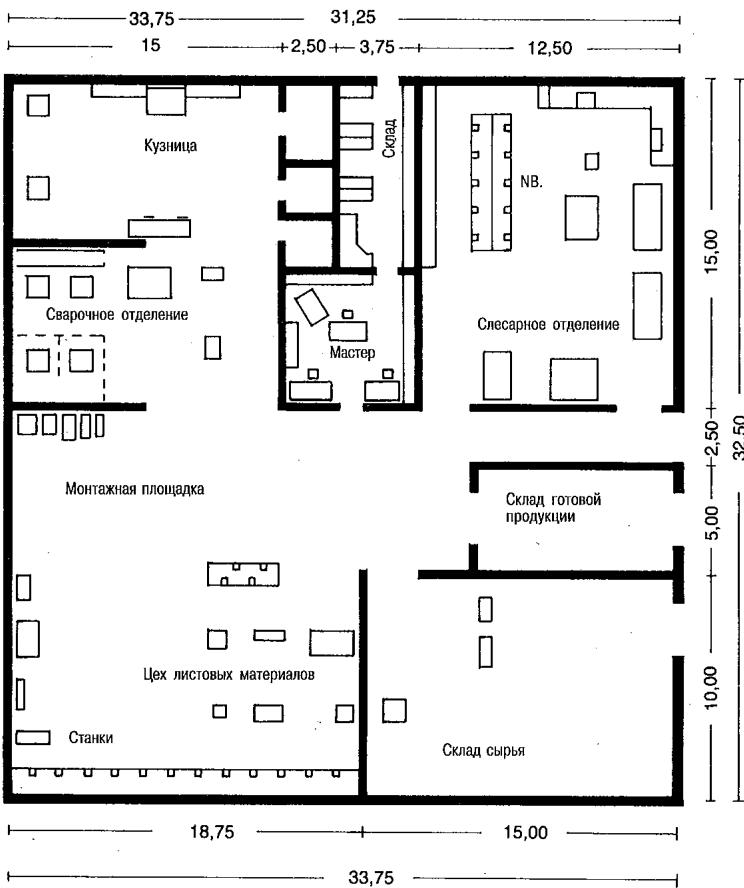 33,75
31,25
15
2,50
3,75
12,50
Кузница
Склад
NB.
15,00
Сварочное отделение
Мастер
Слесарное отделение
2,50
32,50
Монтажная площадка
Склад готовой
продукции
5,00
Цех листовых материалов
10,00
Станки
Склад сырья
18,75
15,00
33,75